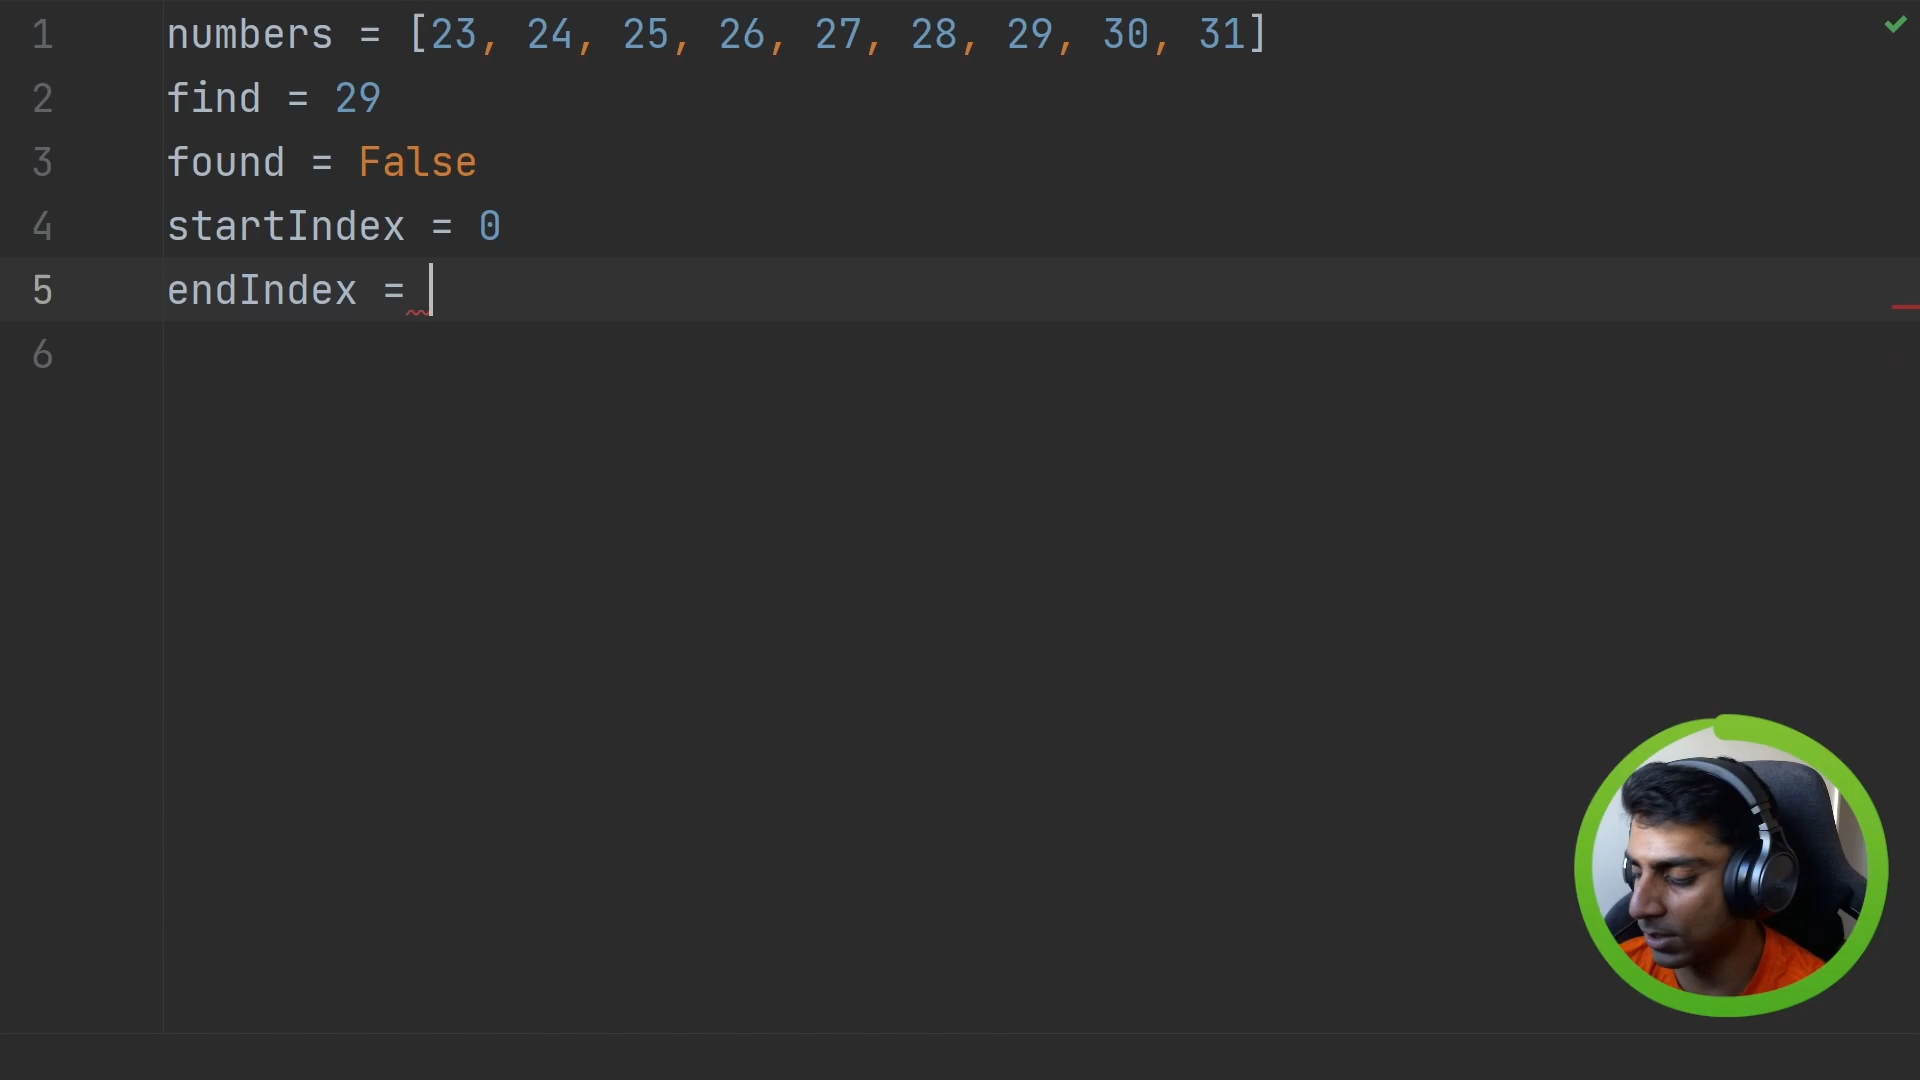 1 numbers = [23, 24, 25, 26, 27, 28, 29, 30, 31]
2 find = 29
3 found = False
4 startIndex = 0
5 endIndex =
6